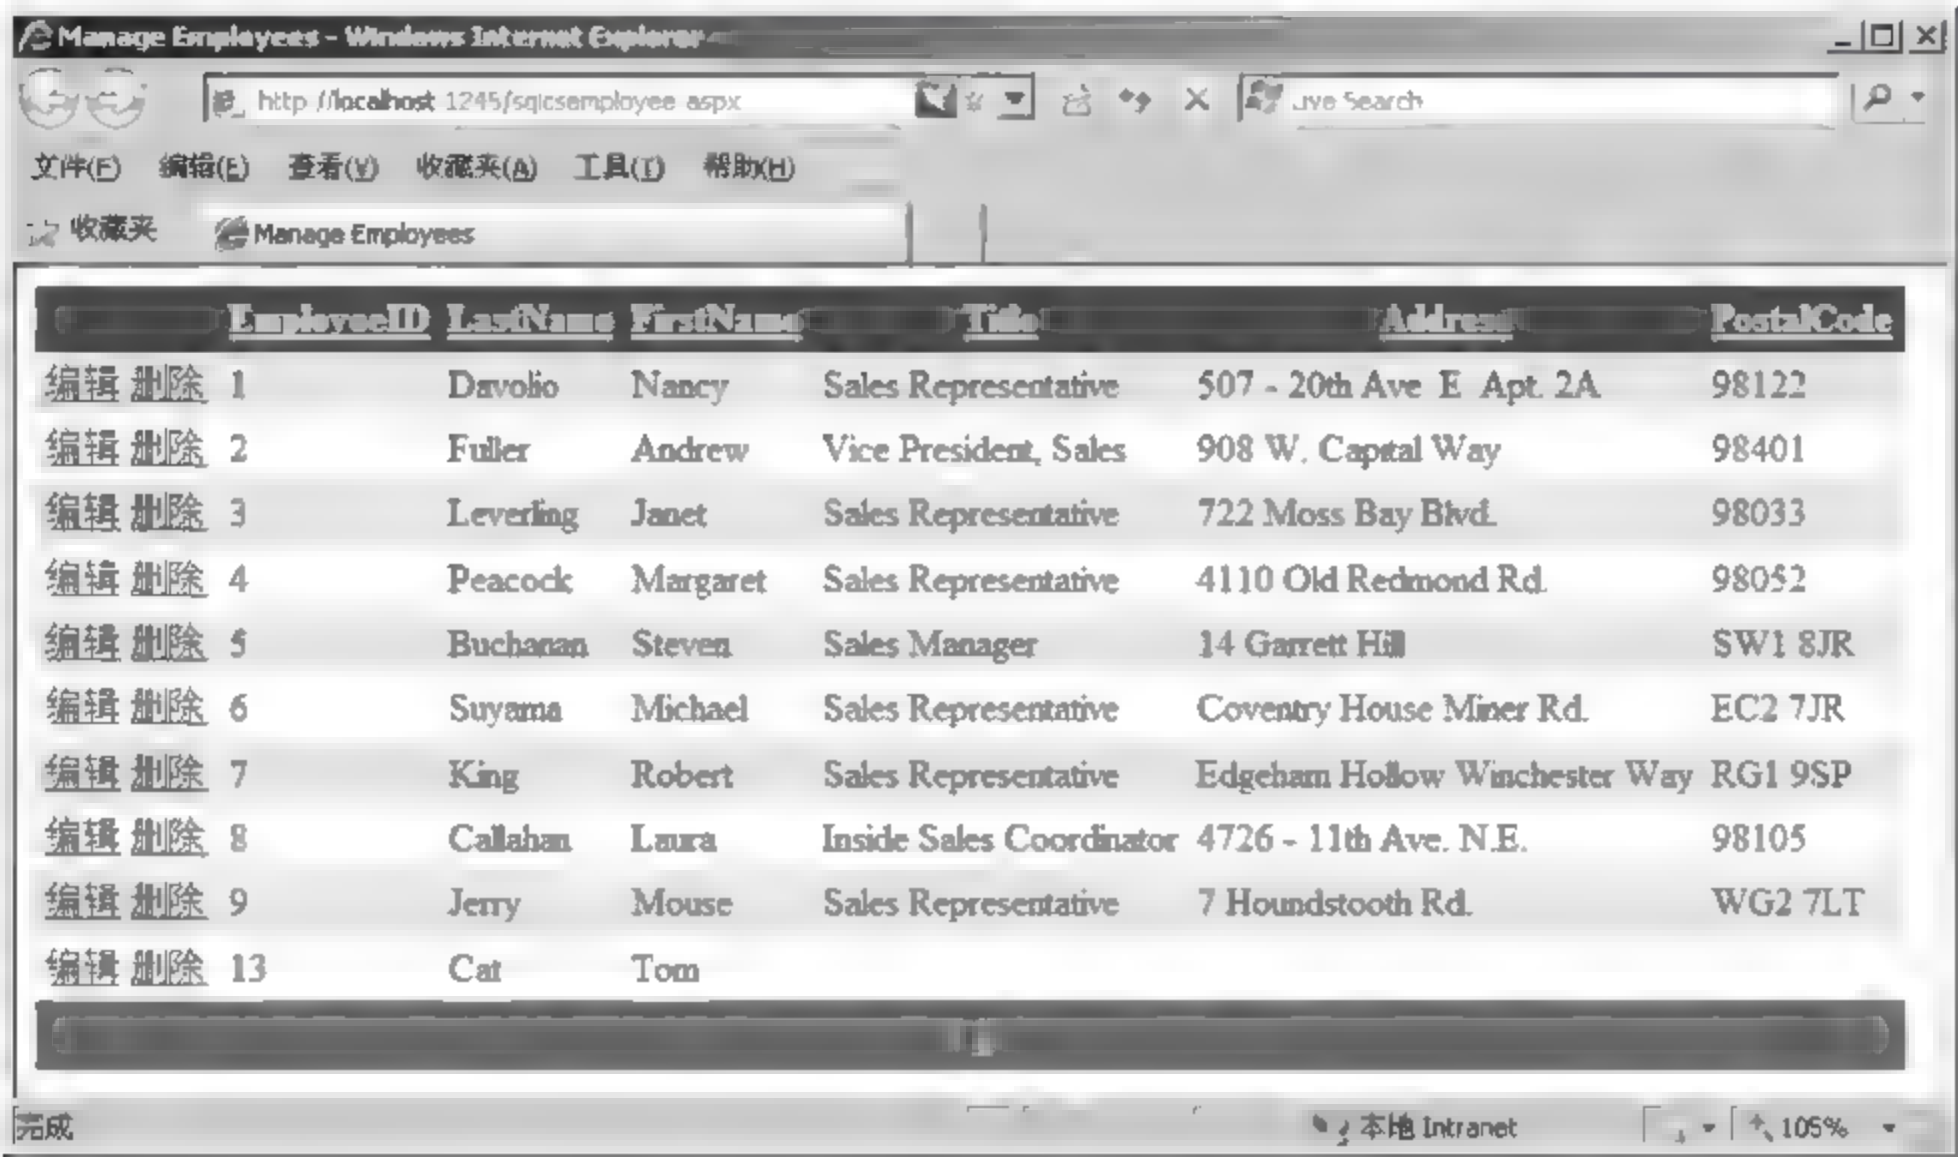 Manage Employees - Windows Internet Explorer
http://localhost:1245/sqlcsemployee.aspx Live Search
文件(F) 编辑(E) 查看(V) 收藏夹(A) 工具(T) 帮助(H)
收藏夹 Manage Employees
EmployeeID LastName FirstName Title Address PostalCode
编辑 删除 1 Davolio Nancy Sales Representative 507 - 20th Ave. E. Apt. 2A 98122
编辑 删除 2 Fuller Andrew Vice President, Sales 908 W. Capital Way 98401
编辑 删除 3 Leverling Janet Sales Representative 722 Moss Bay Blvd. 98033
编辑 删除 4 Peacock Margaret Sales Representative 4110 Old Redmond Rd. 98052
编辑 删除 5 Buchanan Steven Sales Manager 14 Garrett Hill SW1 8JR
编辑 删除 6 Suyama Michael Sales Representative Coventry House Miner Rd. EC2 7JR
编辑 删除 7 King Robert Sales Representative Edgeham Hollow Winchester Way RG1 9SP
编辑 删除 8 Callahan Laura Inside Sales Coordinator 4726 - 11th Ave. N.E. 98105
编辑 删除 9 Jerry Mouse Sales Representative 7 Houndstooth Rd. WG2 7LT
编辑 删除 13 Cat Tom
完成 本地 Intranet 105%